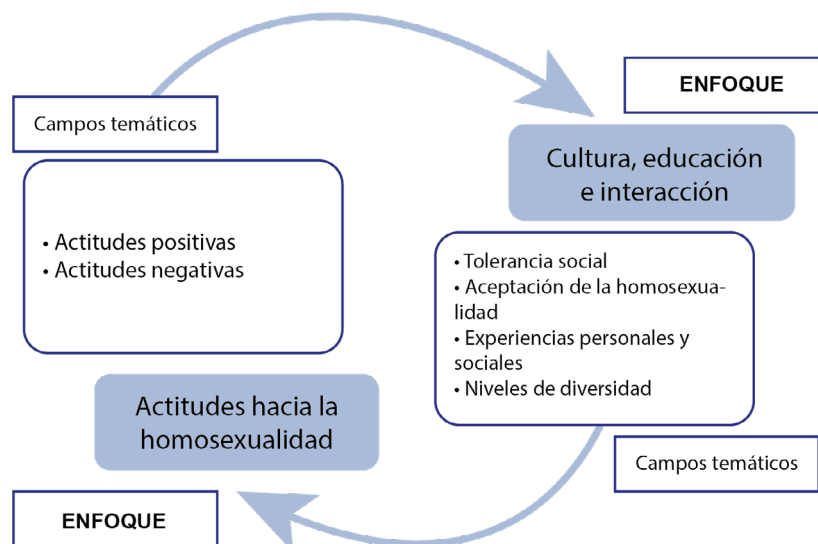 Campos temáticos
• Actitudes positivas
• Actitudes negativas
Actitudes hacia la
homosexualidad
ENFOQUE
ENFOQUE
Cultura, educación
e interacción
• Tolerancia social
• Aceptación de la homosexua-
lidad
• Experiencias personales y
sociales
• Niveles de diversidad
Campos temáticos